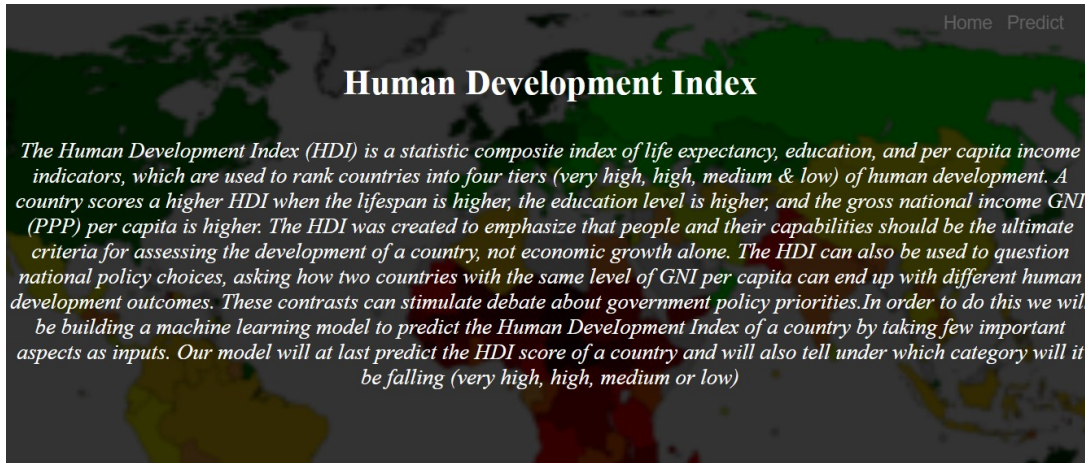 Home Predict
Human Development Index
The Human Development Index (HDI) is a statistic composite index of life expectancy, education, and per capita income
indicators, which are used to rank countries into four tiers (very high, high, medium & low) of human development. A
country scores a higher HDI when the lifespan is higher, the education level is higher, and the gross national income GNI
(PPP) per capita is higher. The HDI was created to emphasize that people and their capabilities should be the ultimate
criteria for assessing the development of a country, not economic growth alone. The HDI can also be used to question
national policy choices, asking how two countries with the same level of GNI per capita can end up with different human
development outcomes. These contrasts can stimulate debate about government policy priorities.In order to do this we will
be building a machine learning model to predict the Human DeveIopment Index of a country by taking few important
aspects as inputs. Our model will at last predict the HDI score of a country and will also tell under which category will it
be falling (very high, high, medium or low)